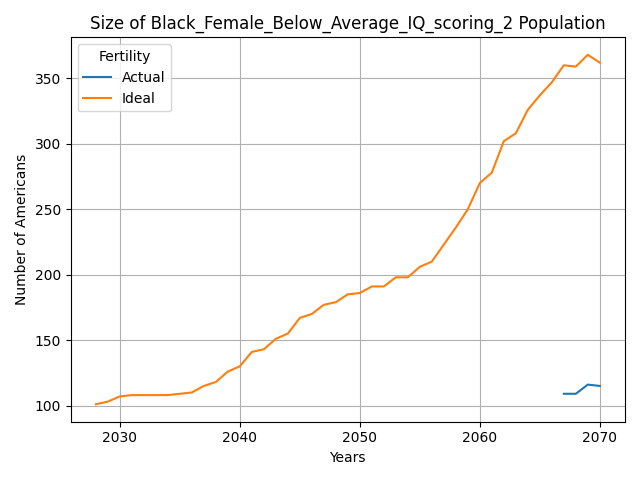 Size of Black_Female_Below_Average_IQ_scoring_2 Population
Fertility
Actual
Ideal
Number of Americans
350
300
250
200
150
100
2030 2040 2050 2060 2070
Years